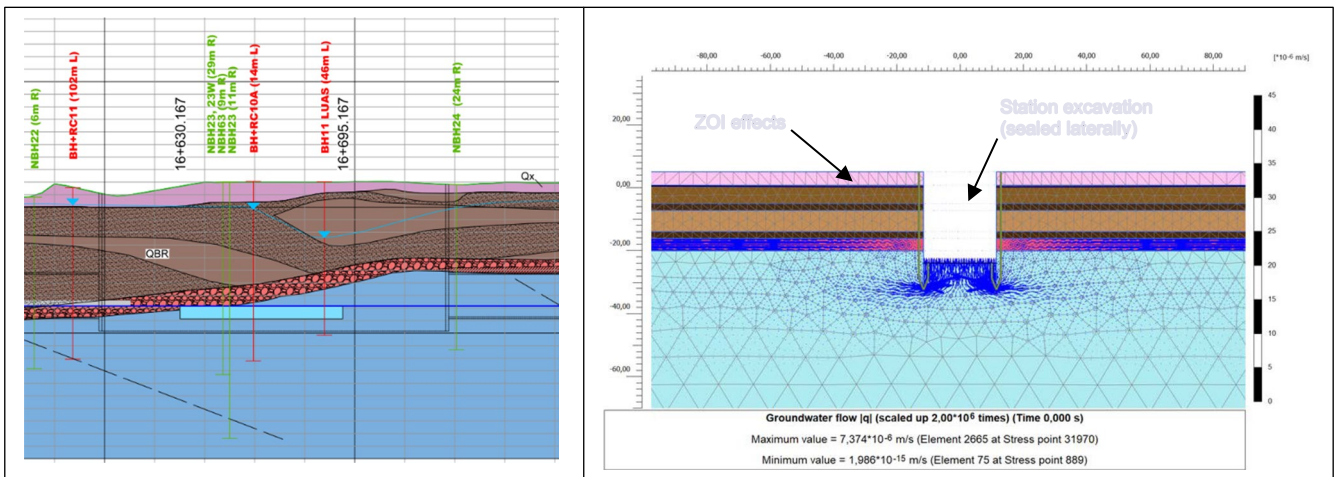 NBH22 (6m R)
BH+RC11 (102m L)
16+630.167
NBH23, 23W (29m R)
NBH63 (9m R)
NBH23 (11m R)
BH+RC10A (14m L)
BH11 LUAS (46m L)
16+695.167
NBH24 (24m R)
Qx
QBR
-80,00 -60,00 -40,00 -20,00 0,00 20,00 40,00 60,00 80,00
[*10-6 m/s]
20,00
0,00
-20,00
-40,00
-60,00
ZOI effects
Station excavation
(sealed laterally)
45
40
35
30
25
20
15
10
5
0
Groundwater flow |q| (scaled up 2,00*106 times) (Time 0,000 s)
Maximum value = 7,374*10-6 m/s (Element 2665 at Stress point 31970)
Minimum value = 1,986*10-15 m/s (Element 75 at Stress point 889)